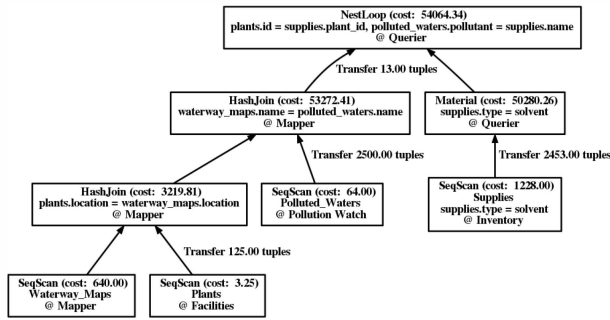 NestLoop (cost: 54064.34)
plants.id = supplies.plant_id, polluted_waters.pollutant = supplies.name
@ Querier
Transfer 13.00 tuples
HashJoin (cost: 53272.41)
waterway_maps.name = polluted_waters.name
@ Mapper
Material (cost: 50280.26)
supplies.type = solvent
@ Querier
Transfer 2500.00 tuples
Transfer 2453.00 tuples
HashJoin (cost: 3219.81)
plants.location = waterway_maps.location
@ Mapper
SeqScan (cost: 64.00)
Polluted_Waters
@ Pollution Watch
SeqScan (cost: 1228.00)
Supplies
supplies.type = solvent
@ Inventory
Transfer 125.00 tuples
SeqScan (cost: 640.00)
Waterway_Maps
@ Mapper
SeqScan (cost: 3.25)
Plants
@ Facilities